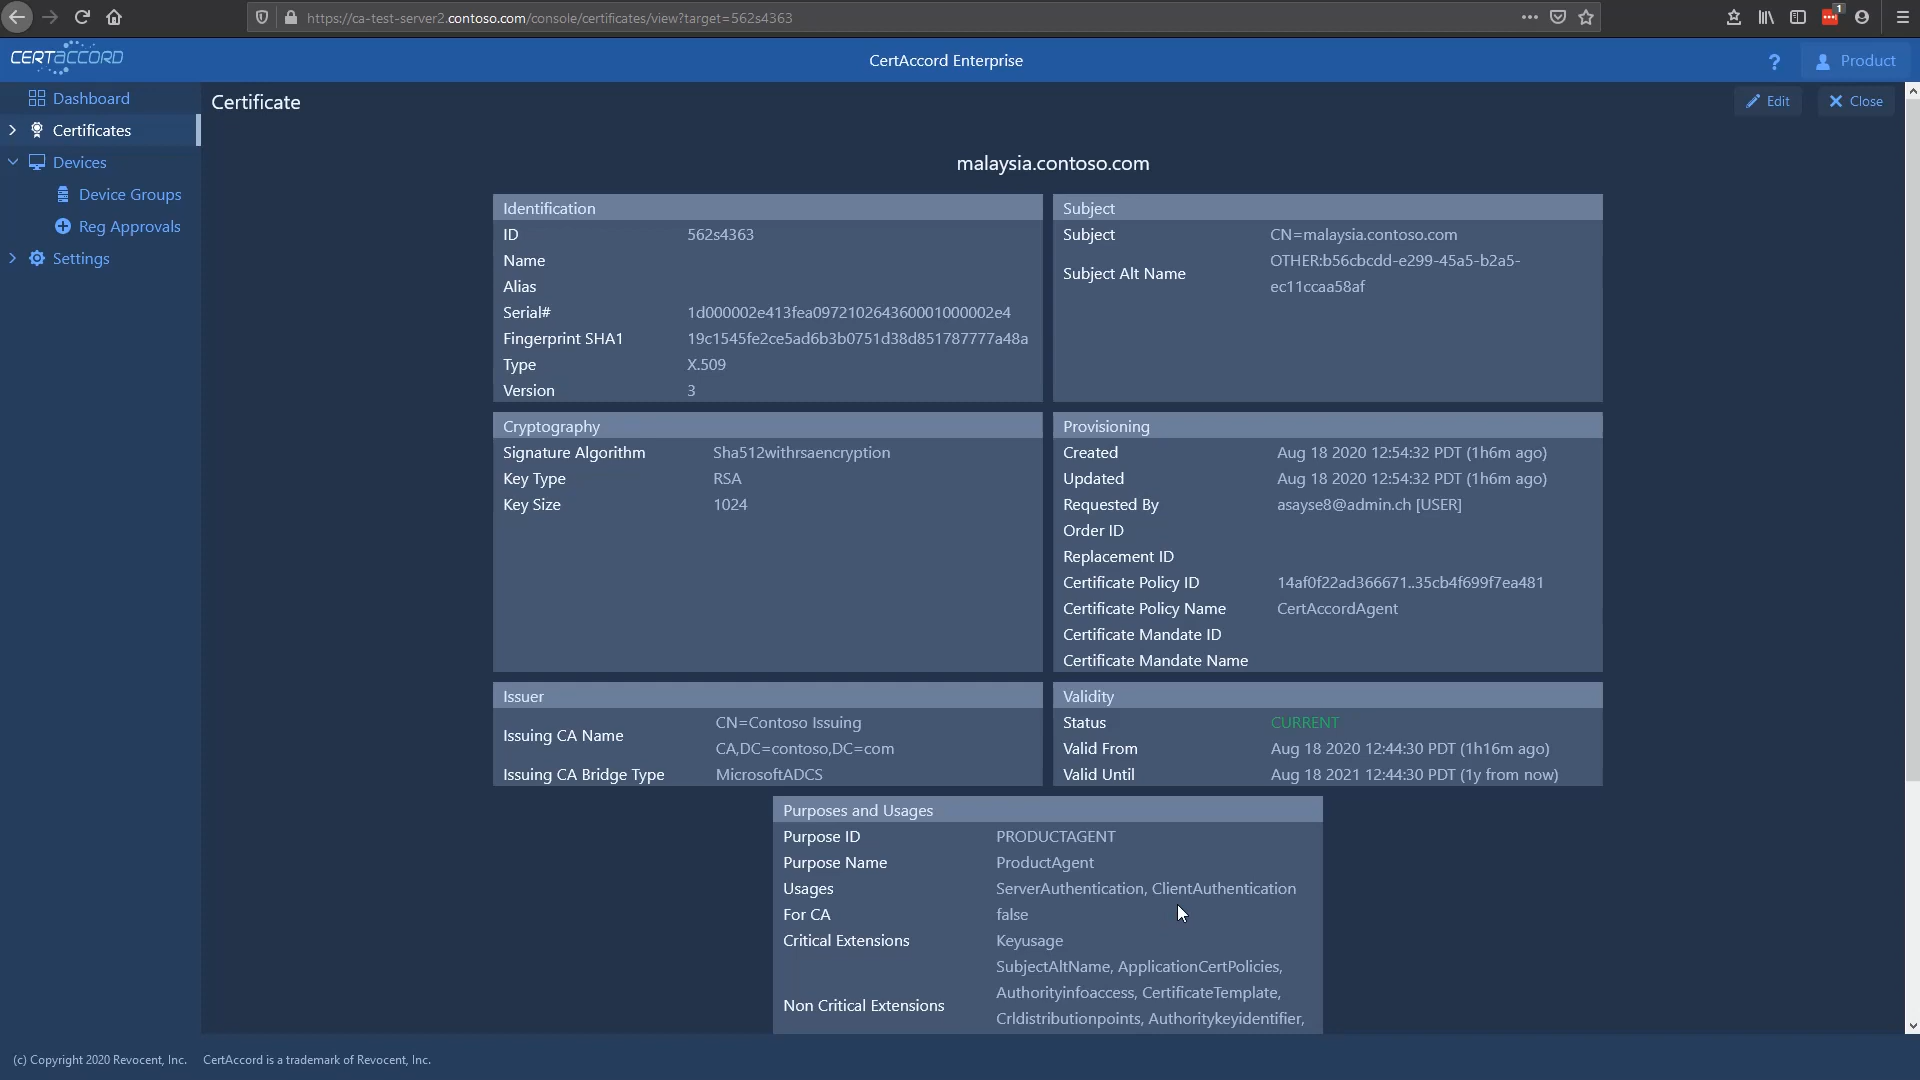 https://ca-test-server2.contoso.com/console/certificates/view?target=562s4363
1
CERTACCORD
CertAccord Enterprise
?
Product
Dashboard
Certificates
Devices
Device Groups
Reg Approvals
Settings
Certificate
Edit
Close
malaysia.contoso.com
Identification
ID 562s4363
Name
Alias
Serial# 1d000002e413fea097210264360001000002e4
Fingerprint SHA1 19c1545fe2ce5ad6b3b0751d38d851787777a48a
Type X.509
Version 3
Subject
Subject CN=malaysia.contoso.com
Subject Alt Name OTHER:b56cbcdd-e299-45a5-b2a5-
ec11ccaa58af
Cryptography
Signature Algorithm Sha512withrsaencryption
Key Type RSA
Key Size 1024
Provisioning
Created Aug 18 2020 12:54:32 PDT (1h6m ago)
Updated Aug 18 2020 12:54:32 PDT (1h6m ago)
Requested By asayse8@admin.ch [USER]
Order ID
Replacement ID
Certificate Policy ID 14af0f22ad366671..35cb4f699f7ea481
Certificate Policy Name CertAccordAgent
Certificate Mandate ID
Certificate Mandate Name
Issuer
Issuing CA Name CN=Contoso Issuing
CA,DC=contoso,DC=com
Issuing CA Bridge Type MicrosoftADCS
Validity
Status CURRENT
Valid From Aug 18 2020 12:44:30 PDT (1h16m ago)
Valid Until Aug 18 2021 12:44:30 PDT (1y from now)
Purposes and Usages
Purpose ID PRODUCTAGENT
Purpose Name ProductAgent
Usages ServerAuthentication, ClientAuthentication
For CA false
Critical Extensions Keyusage
SubjectAltName, ApplicationCertPolicies,
Authorityinfoaccess, CertificateTemplate,
Non Critical Extensions
Crldistributionpoints, Authoritykeyidentifier,
(c) Copyright 2020 Revocent, Inc. CertAccord is a trademark of Revocent, Inc.